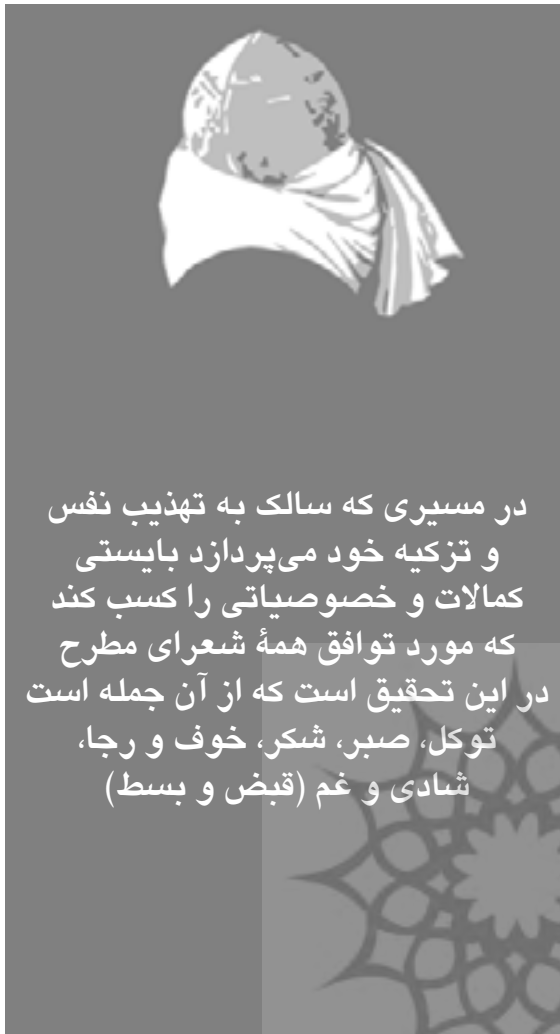 در مسیری که سالک به تهذیب نفس
و تزکیه خود می‌پردازد بایستی
کمالات و خصوصیاتی را کسب کند
که مورد توافق همهٔ شعرای مطرح
در این تحقیق است که از آن جمله است
توکل، صبر، شکر، خوف و رجا،
شادی و غم (قبض و بسط)